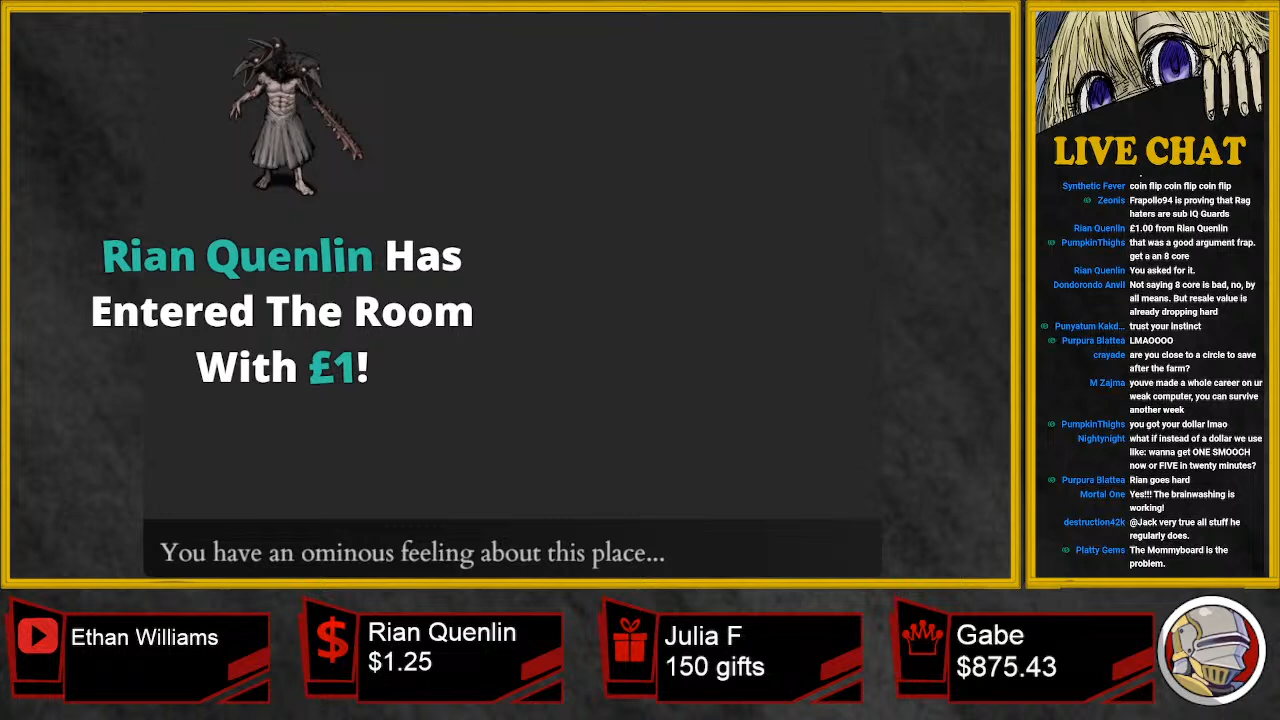 Rian Quenlin Has
Entered The Room
With £1!
You have an ominous feeling about this place...
LIVE CHAT
Synthetic Fever coin flip coin flip coin flip
Zeonis Frapollo94 is proving that Rag
haters are sub IQ Guards
Rian Quenlin £1.00 from Rian Quenlin
PumpkinThighs that was a good argument frap.
get a an 8 core
Rian Quenlin You asked for it.
Dondorondo Anvil Not saying 8 core is bad, no, by
all means. But resale value is
already dropping hard
Punyatum Kakd... trust your instinct
Purpura Blattea LMAOOOO
crayade are you close to a circle to save
after the farm?
M Zajma youve made a whole career on ur
weak computer, you can survive
another week
PumpkinThighs you got your dollar lmao
Nightynight what if instead of a dollar we use
like: wanna get ONE SMOOCH
now or FIVE in twenty minutes?
Purpura Blattea Rian goes hard
Mortal One Yes!!! The brainwashing is
working!
destruction42k @Jack very true all stuff he
regularly does.
Platty Gems The Mommyboard is the
problem.
Ethan Williams
$
Rian Quenlin
$1.25
Julia F
150 gifts
Gabe
$875.43